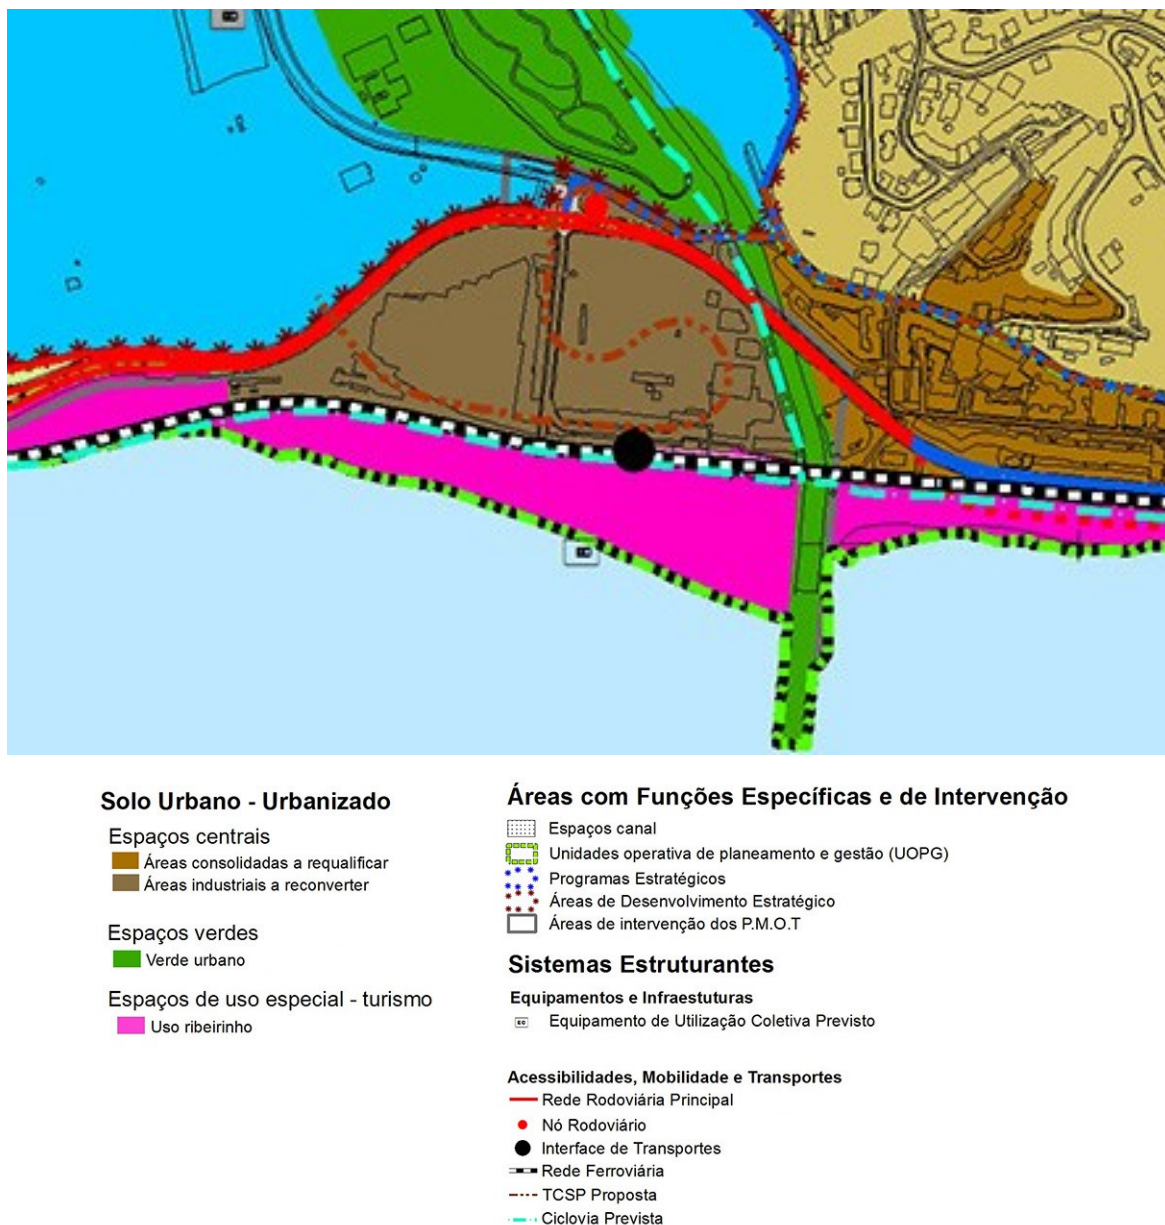 Solo Urbano - Urbanizado
Espaços centrais
Áreas consolidadas a requalificar
Áreas industriais a reconverter
Espaços verdes
Verde urbano
Espaços de uso especial - turismo
Uso ribeirinho
Áreas com Funções Específicas e de Intervenção
Espaços canal
Unidades operativa de planeamento e gestão (UOPG)
Programas Estratégicos
Áreas de Desenvolvimento Estratégico
Áreas de intervenção dos P.M.O.T
Sistemas Estruturantes
Equipamentos e Infraestuturas
Equipamento de Utilização Coletiva Previsto
Acessibilidades, Mobilidade e Transportes
Rede Rodoviária Principal
Nó Rodoviário
Interface de Transportes
Rede Ferroviária
TCSP Proposta
Ciclovia Prevista